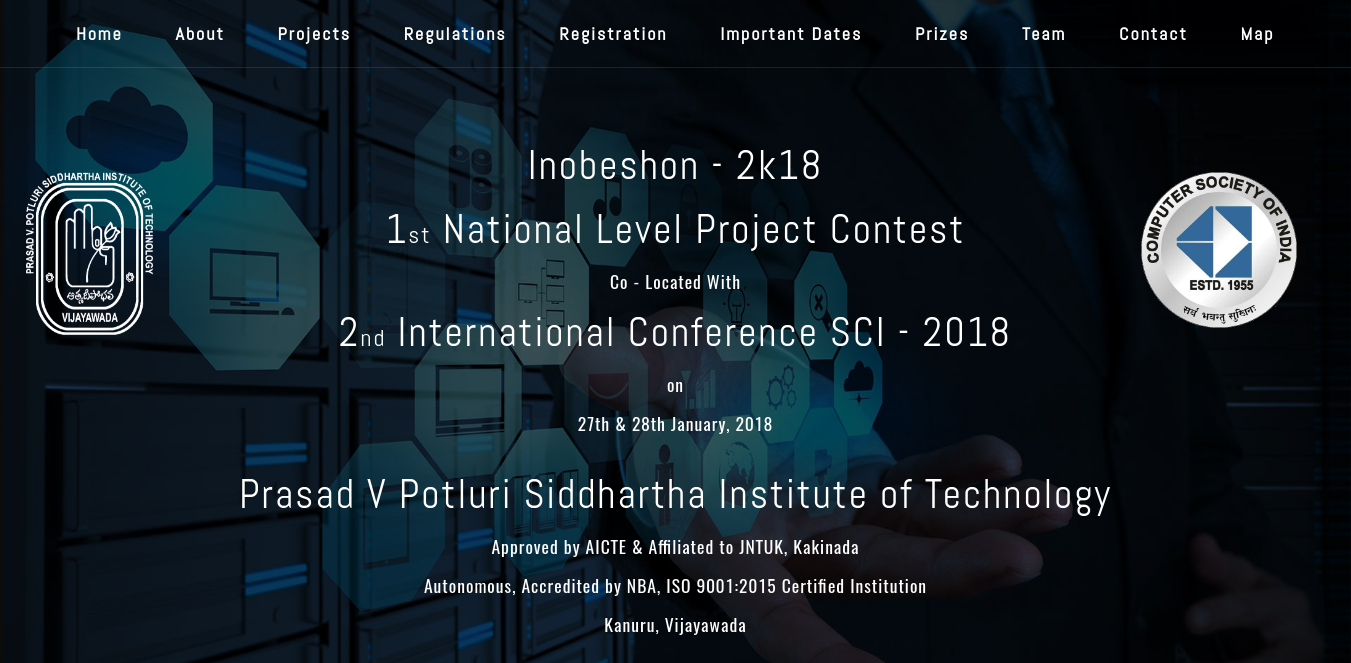 Home About Projects Regulations Registration Important Dates Prizes Team Contact Map
Inobeshon - 2k18
1st National Level Project Contest
Co - Located With
2nd International Conference SCI - 2018
on
27th & 28th January, 2018
Prasad V Potluri Siddhartha Institute of Technology
Approved by AICTE & Affiliated to JNTUK, Kakinada
Autonomous, Accredited by NBA, ISO 9001:2015 Certified Institution
Kanuru, Vijayawada
PRASAD V. POTLURI SIDDHARTHA INSTITUTE OF TECHNOLOGY
VIJAYAWADA
COMPUTER SOCIETY OF INDIA
ESTD. 1955
सर्वे भवन्तु सुखिनः